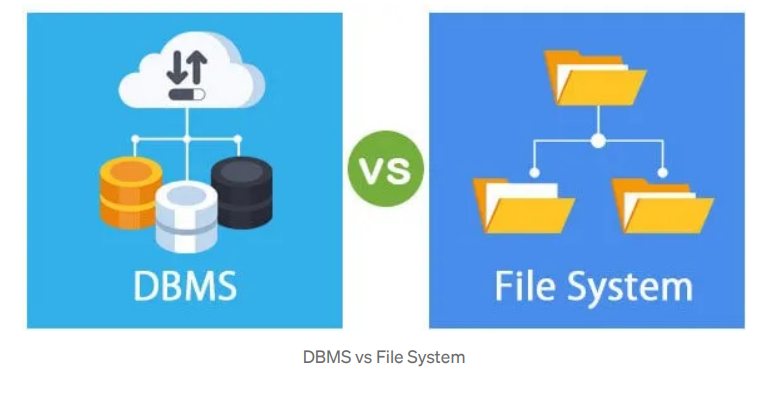 DBMS
VS
File System
DBMS vs File System